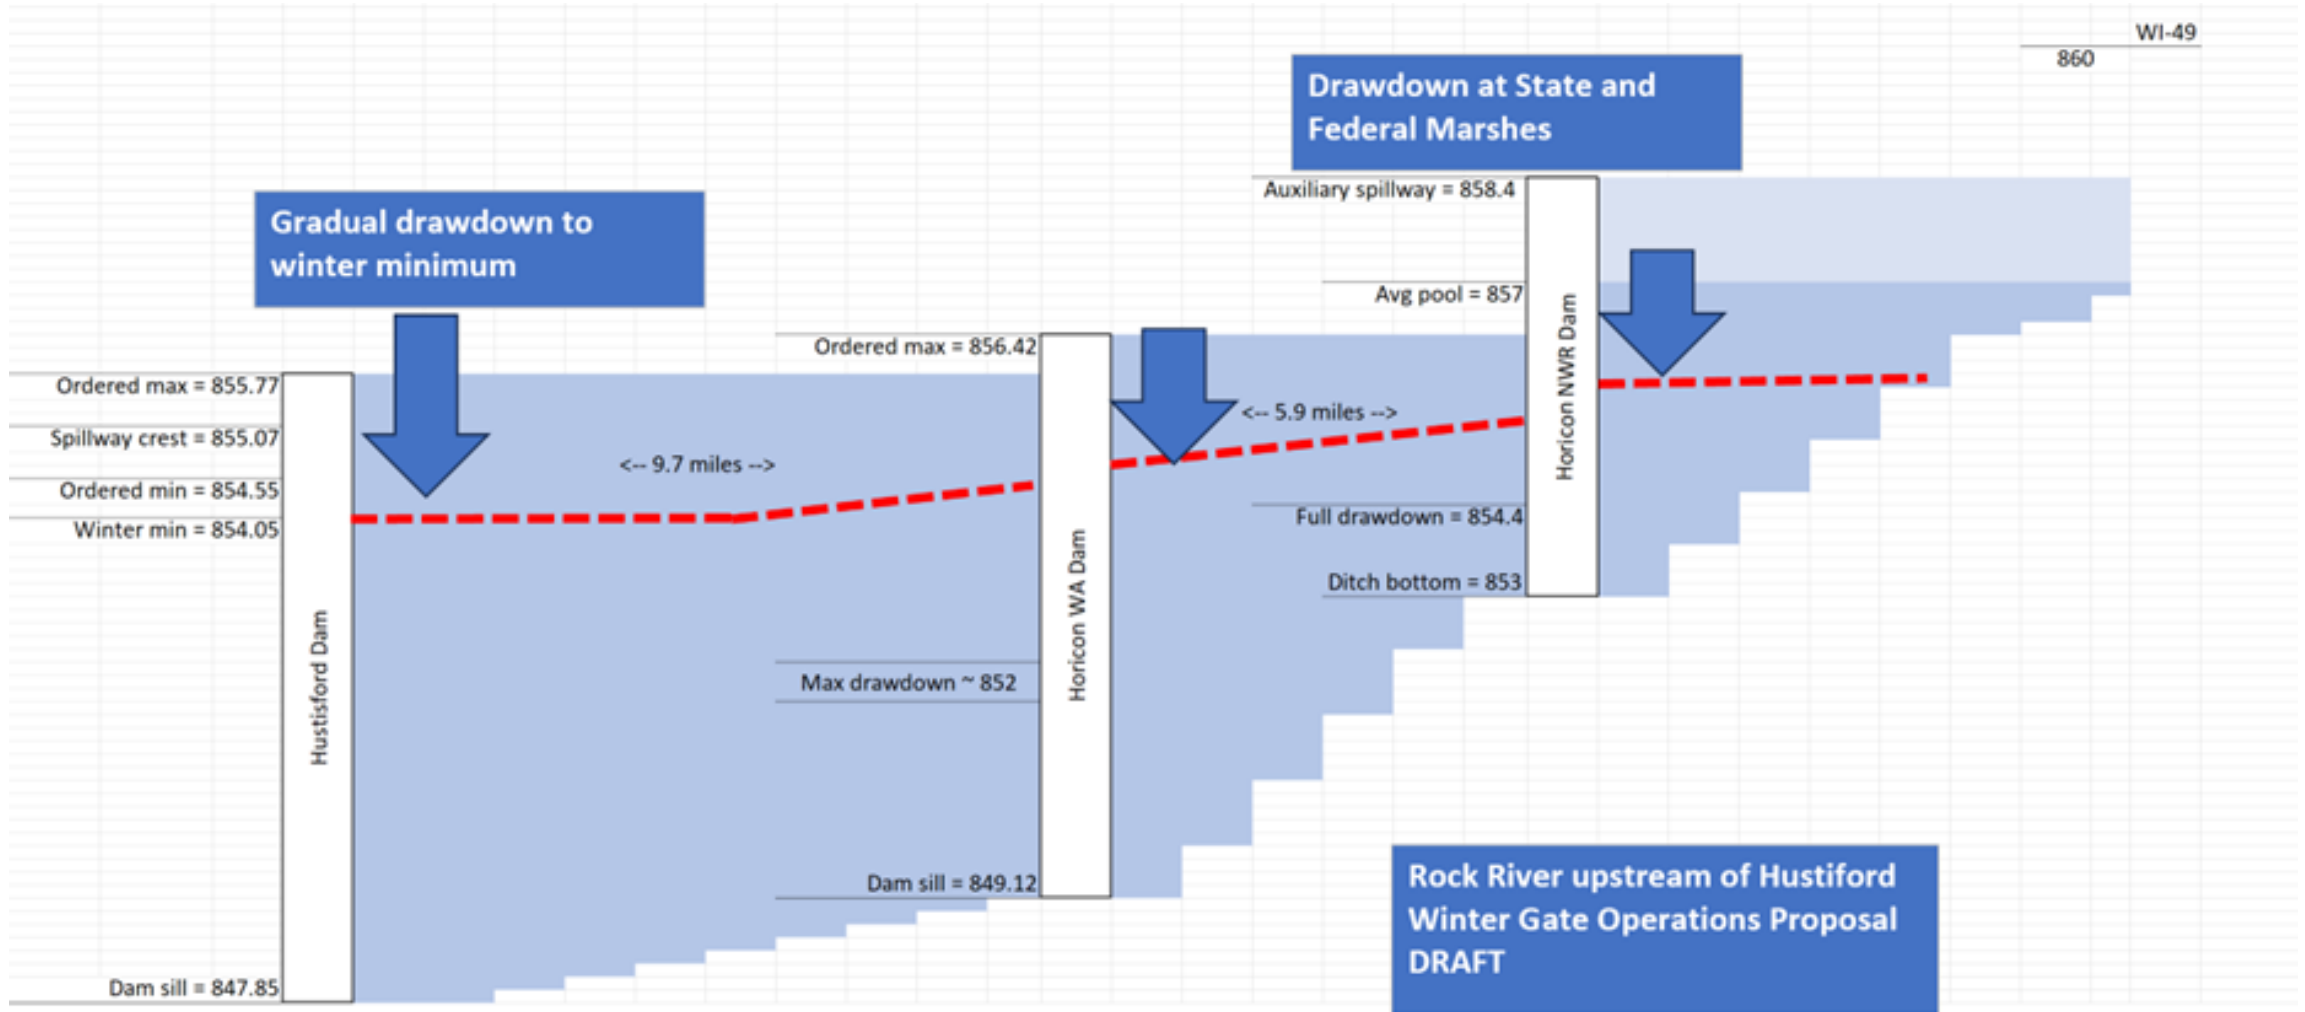 WI-49
860
Drawdown at State and
Federal Marshes
Auxiliary spillway = 858.4
Gradual drawdown to
winter minimum
Avg pool = 857
Ordered max = 856.42
Ordered max = 855.77
Spillway crest = 855.07
Ordered min = 854.55
Winter min = 854.05
<-- 9.7 miles -->
<-- 5.9 miles -->
Horicon NWR Dam
Full drawdown = 854.4
Ditch bottom = 853
Hustisford Dam
Horicon WA Dam
Max drawdown ~ 852
Dam sill = 849.12
Dam sill = 847.85
Rock River upstream of Hustiford
Winter Gate Operations Proposal
DRAFT